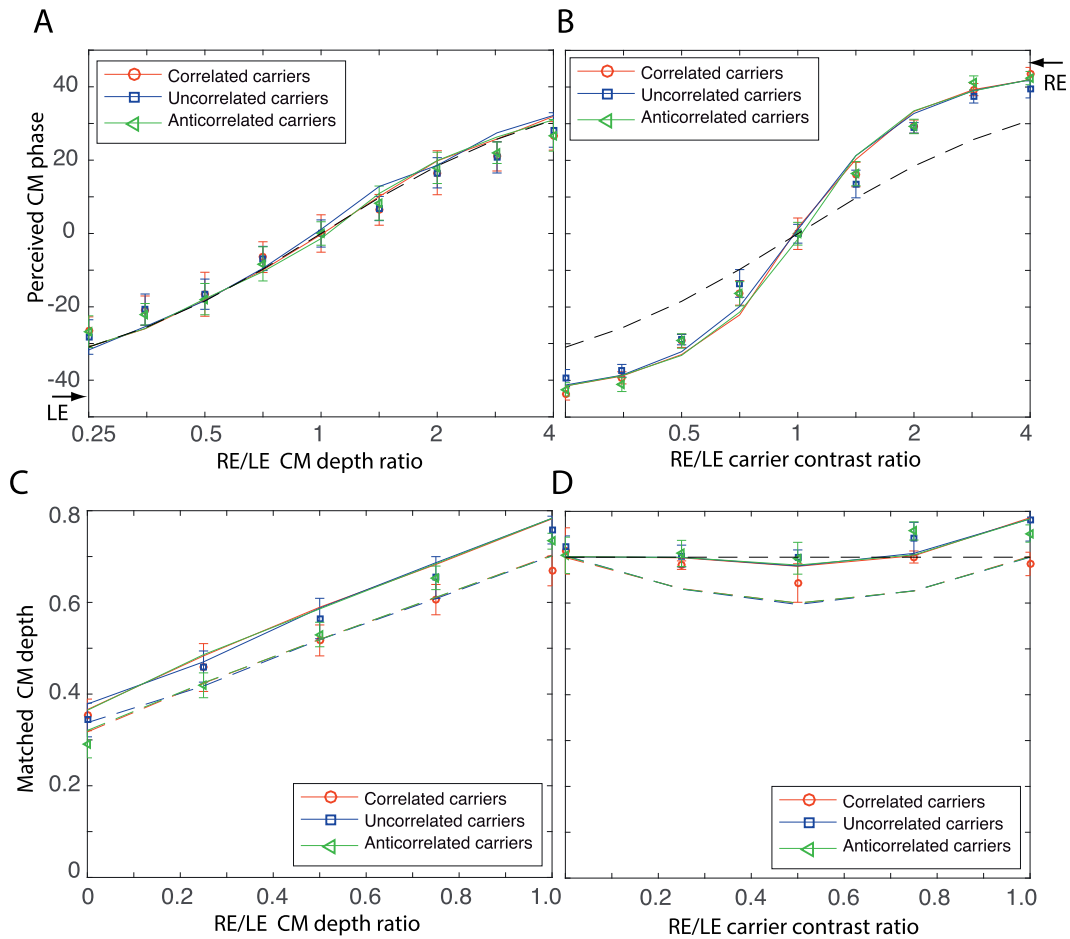 A
B
Perceived CM phase
40
20
0
-20
-40
LE
Correlated carriers
Uncorrelated carriers
Anticorrelated carriers
0.25
0.5
1
2
4
RE/LE CM depth ratio
Correlated carriers
Uncorrelated carriers
Anticorrelated carriers
RE
0.5
1
2
4
RE/LE carrier contrast ratio
C
D
Matched CM depth
0.8
0.6
0.4
0.2
0
Correlated carriers
Uncorrelated carriers
Anticorrelated carriers
0
0.2
0.4
0.6
0.8
1.0
RE/LE CM depth ratio
Correlated carriers
Uncorrelated carriers
Anticorrelated carriers
0.2
0.4
0.6
0.8
1.0
RE/LE carrier contrast ratio